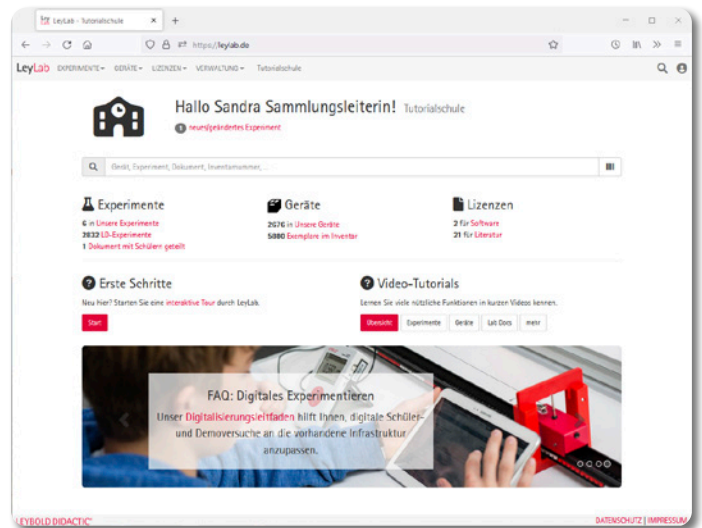 LeyLab - Tutorialschule
https://leylab.de
LeyLab EXPERIMENTE GERÄTE LIZENZEN VERWALTUNG Tutorialschule
Hallo Sandra Sammlungsleiterin! Tutorialschule
1 neues/geändertes Experiment
Gerät, Experiment, Dokument, Inventarnummer, ...
Experimente
6 in Unsere Experimente
2832 LD-Experimente
1 Dokument mit Schülern geteilt
Geräte
2676 in Unsere Geräte
5080 Exemplare im Inventar
Lizenzen
2 für Software
21 für Literatur
Erste Schritte
Neu hier? Starten Sie eine interaktive Tour durch LeyLab.
Start
Video-Tutorials
Lernen Sie viele nützliche Funktionen in kurzen Videos kennen.
Übersicht Experimente Geräte Lab Docs mehr
FAQ: Digitales Experimentieren
Unser Digitalisierungsleitfaden hilft Ihnen, digitale Schüler-
und Demoversuche an die vorhandene Infrastruktur
anzupassen.
LEYBOLD DIDACTIC DATENSCHUTZ | IMPRESSUM